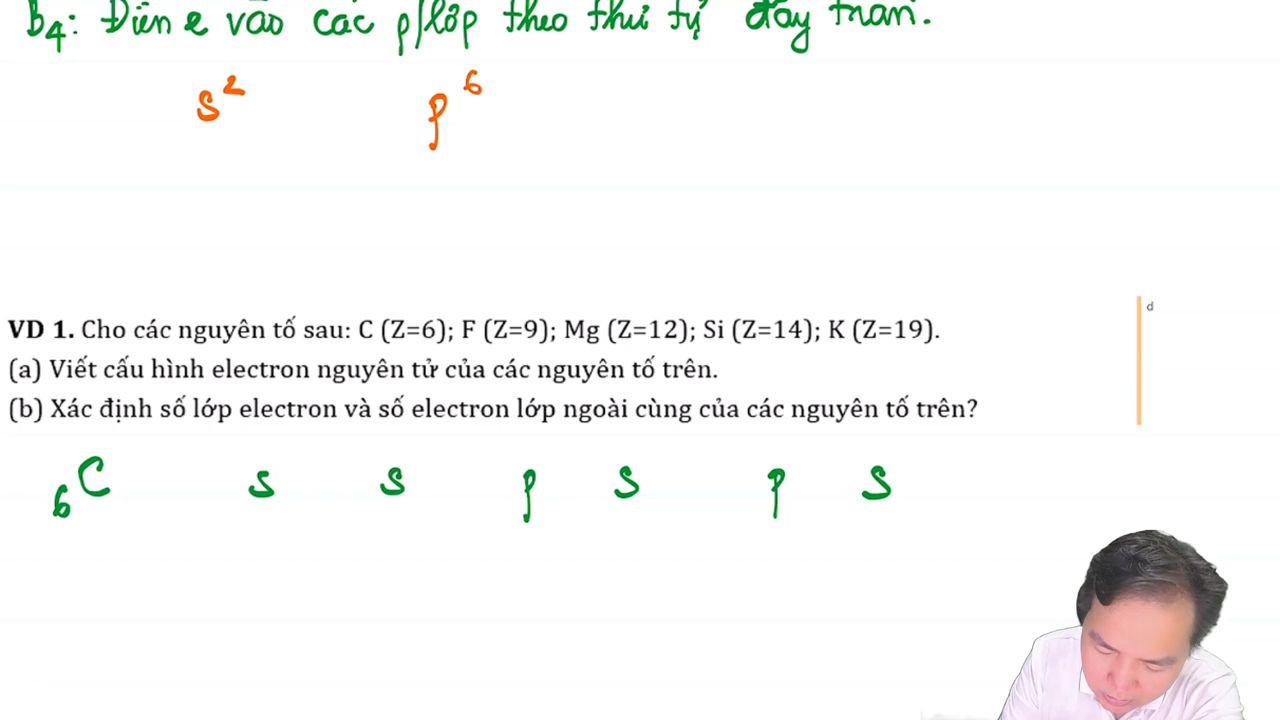 B₄: Điền e vào các p/lớp theo thứ tự đầy tràn.
s² p⁶
VD 1. Cho các nguyên tố sau: C (Z=6); F (Z=9); Mg (Z=12); Si (Z=14); K (Z=19).
d
(a) Viết cấu hình electron nguyên tử của các nguyên tố trên.
(b) Xác định số lớp electron và số electron lớp ngoài cùng của các nguyên tố trên?
₆C s s p s p s